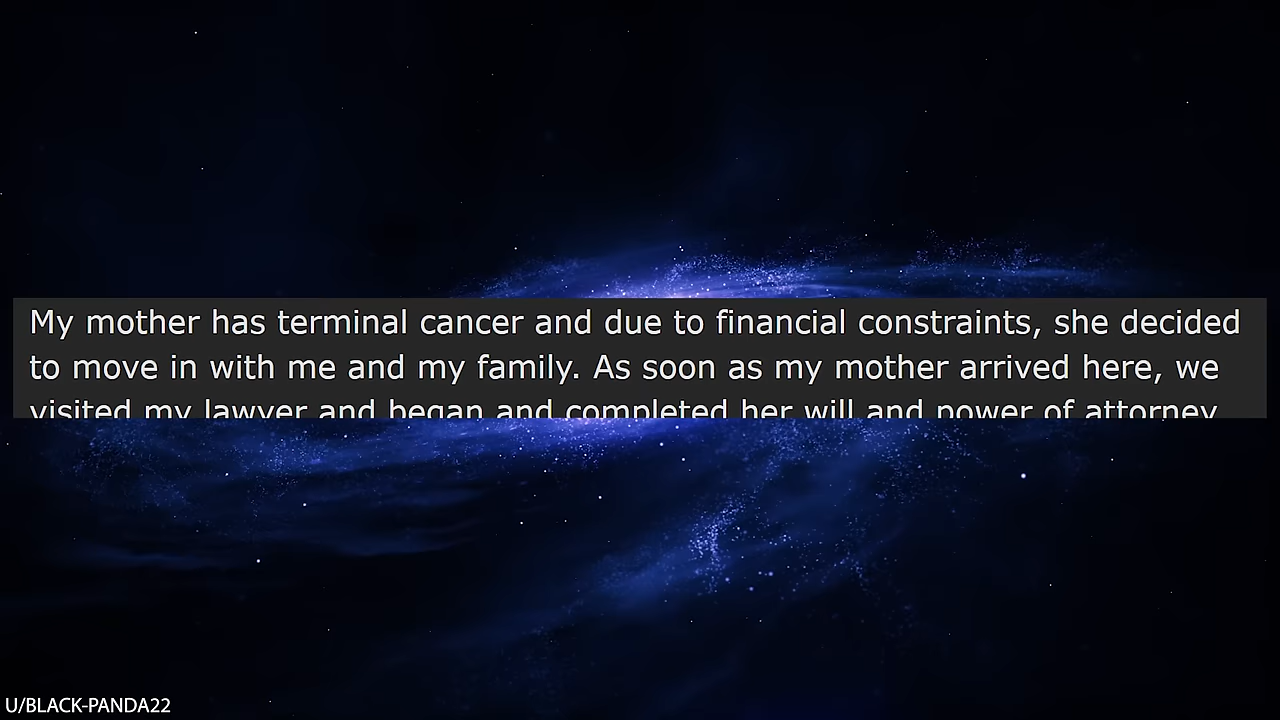 My mother has terminal cancer and due to financial constraints, she decided
to move in with me and my family. As soon as my mother arrived here, we
visited my lawyer and began and completed her will and power of attorney
U/BLACK-PANDA22